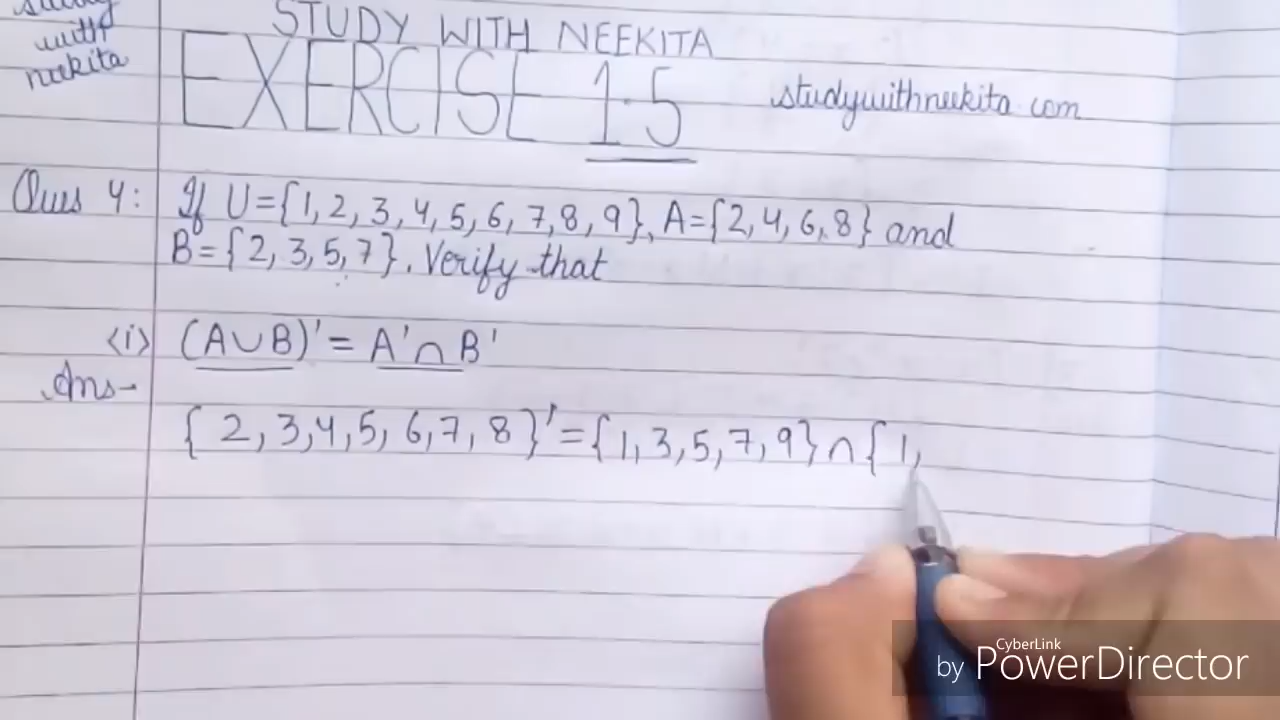 study
with
neekita
STUDY WITH NEEKITA
EXERCISE 1.5
studywithneekita.com
Ques 4: If U={1,2,3,4,5,6,7,8,9}, A={2,4,6,8} and
B={2,3,5,7}. Verify that
(i) (A∪B)'= A'∩B'
Ans-
{2,3,4,5,6,7,8}'={1,3,5,7,9}∩{1,
CyberLink
by PowerDirector